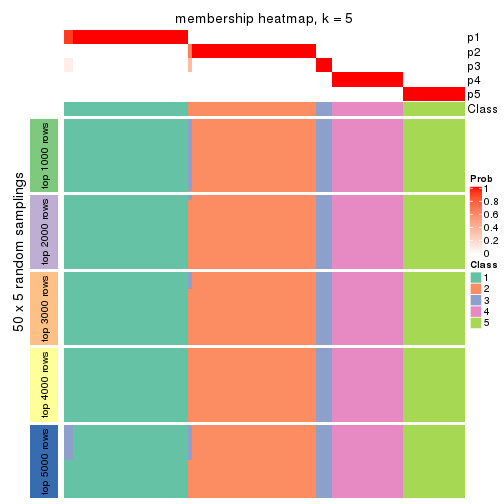 membership heatmap, k = 5
p1
p2
p3
p4
p5
Class
50 x 5 random samplings
top 1000 rows
top 2000 rows
top 3000 rows
top 4000 rows
top 5000 rows
Prob
1
0.8
0.6
0.4
0.2
0
Class
1
2
3
4
5